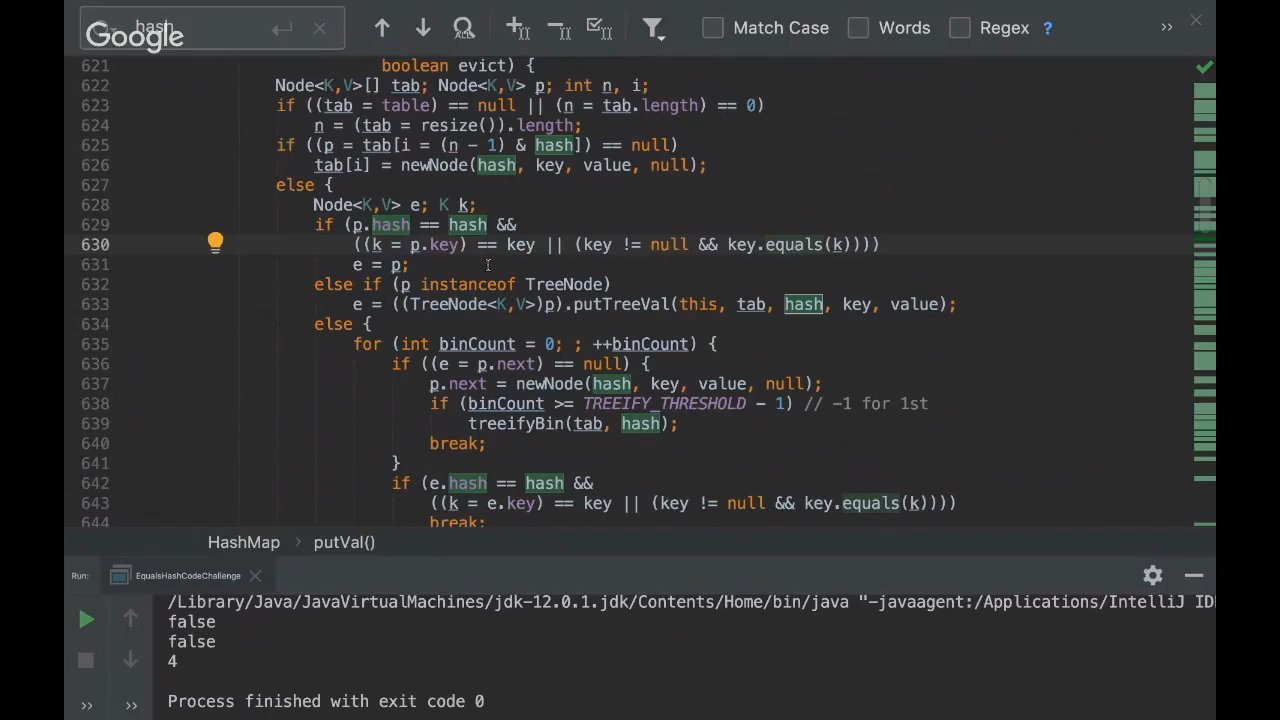 hash
Google
Match Case
Words
Regex
?
621 boolean evict) {
622 Node<K,V>[] tab; Node<K,V> p; int n, i;
623 if ((tab = table) == null || (n = tab.length) == 0)
624 n = (tab = resize()).length;
625 if ((p = tab[i = (n - 1) & hash]) == null)
626 tab[i] = newNode(hash, key, value, null);
627 else {
628 Node<K,V> e; K k;
629 if (p.hash == hash &&
630 ((k = p.key) == key || (key != null && key.equals(k))))
631 e = p;
632 else if (p instanceof TreeNode)
633 e = ((TreeNode<K,V>)p).putTreeVal(this, tab, hash, key, value);
634 else {
635 for (int binCount = 0; ; ++binCount) {
636 if ((e = p.next) == null) {
637 p.next = newNode(hash, key, value, null);
638 if (binCount >= TREEIFY_THRESHOLD - 1) // -1 for 1st
639 treeifyBin(tab, hash);
640 break;
641 }
642 if (e.hash == hash &&
643 ((k = e.key) == key || (key != null && key.equals(k))))
644 break;
HashMap > putVal()
Run: EqualsHashCodeChallenge
/Library/Java/JavaVirtualMachines/jdk-12.0.1.jdk/Contents/Home/bin/java "-javaagent:/Applications/IntelliJ ID
false
false
4
Process finished with exit code 0